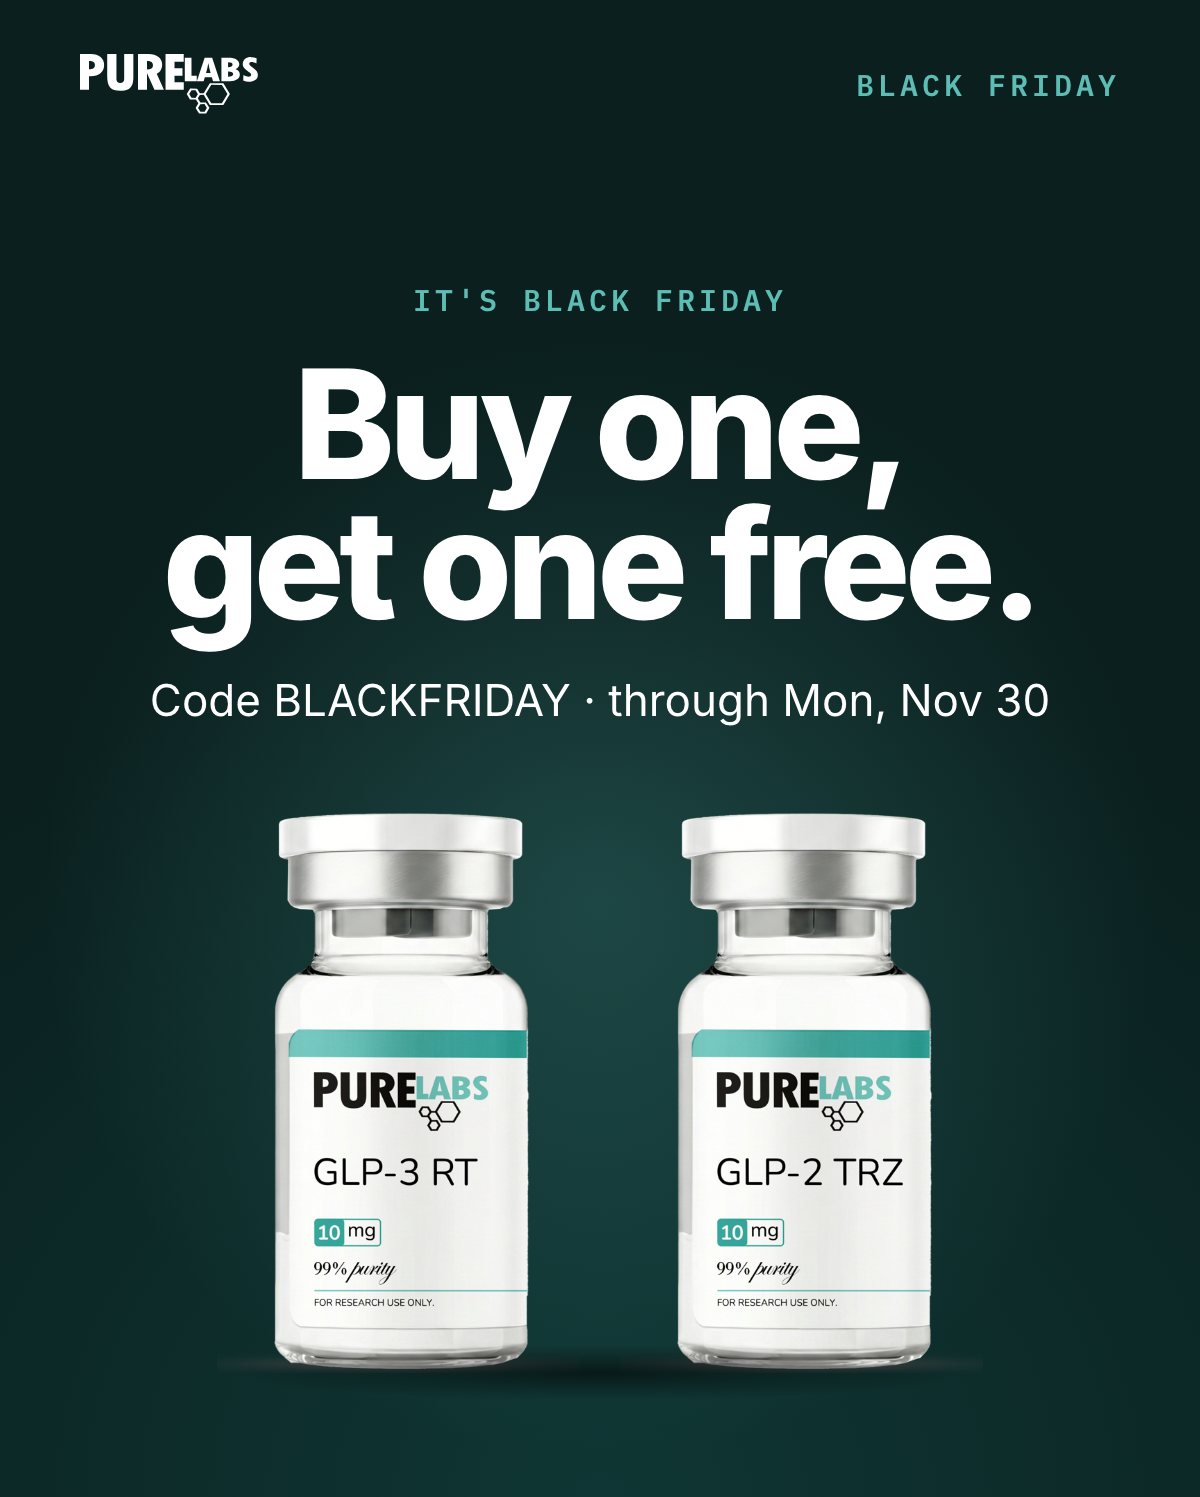 PURELABS
BLACK FRIDAY
IT'S BLACK FRIDAY
Buy one,
get one free.
Code BLACKFRIDAY · through Mon, Nov 30
PURELABS
GLP-3 RT
10 mg
99% purity
FOR RESEARCH USE ONLY.
PURELABS
GLP-2 TRZ
10 mg
99% purity
FOR RESEARCH USE ONLY.